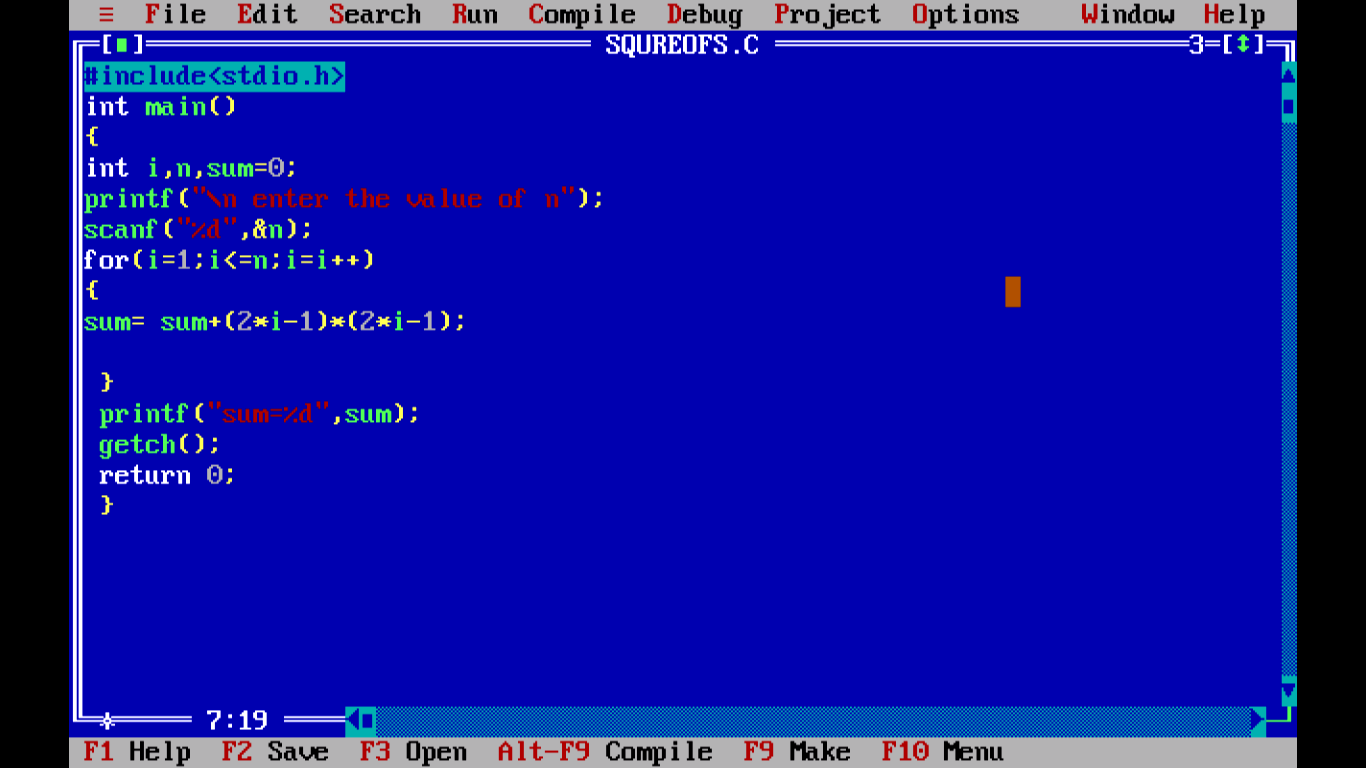 ≡ File Edit Search Run Compile Debug Project Options Window Help
[■] SQUREOFS.C 3=[↕]
#include<stdio.h>
int main()
{
int i,n,sum=0;
printf("\n enter the value of n");
scanf("%d",&n);
for(i=1;i<=n;i=i++)
{
sum= sum+(2*i-1)*(2*i-1);
}
printf("sum=%d",sum);
getch();
return 0;
}
7:19
F1 Help F2 Save F3 Open Alt-F9 Compile F9 Make F10 Menu